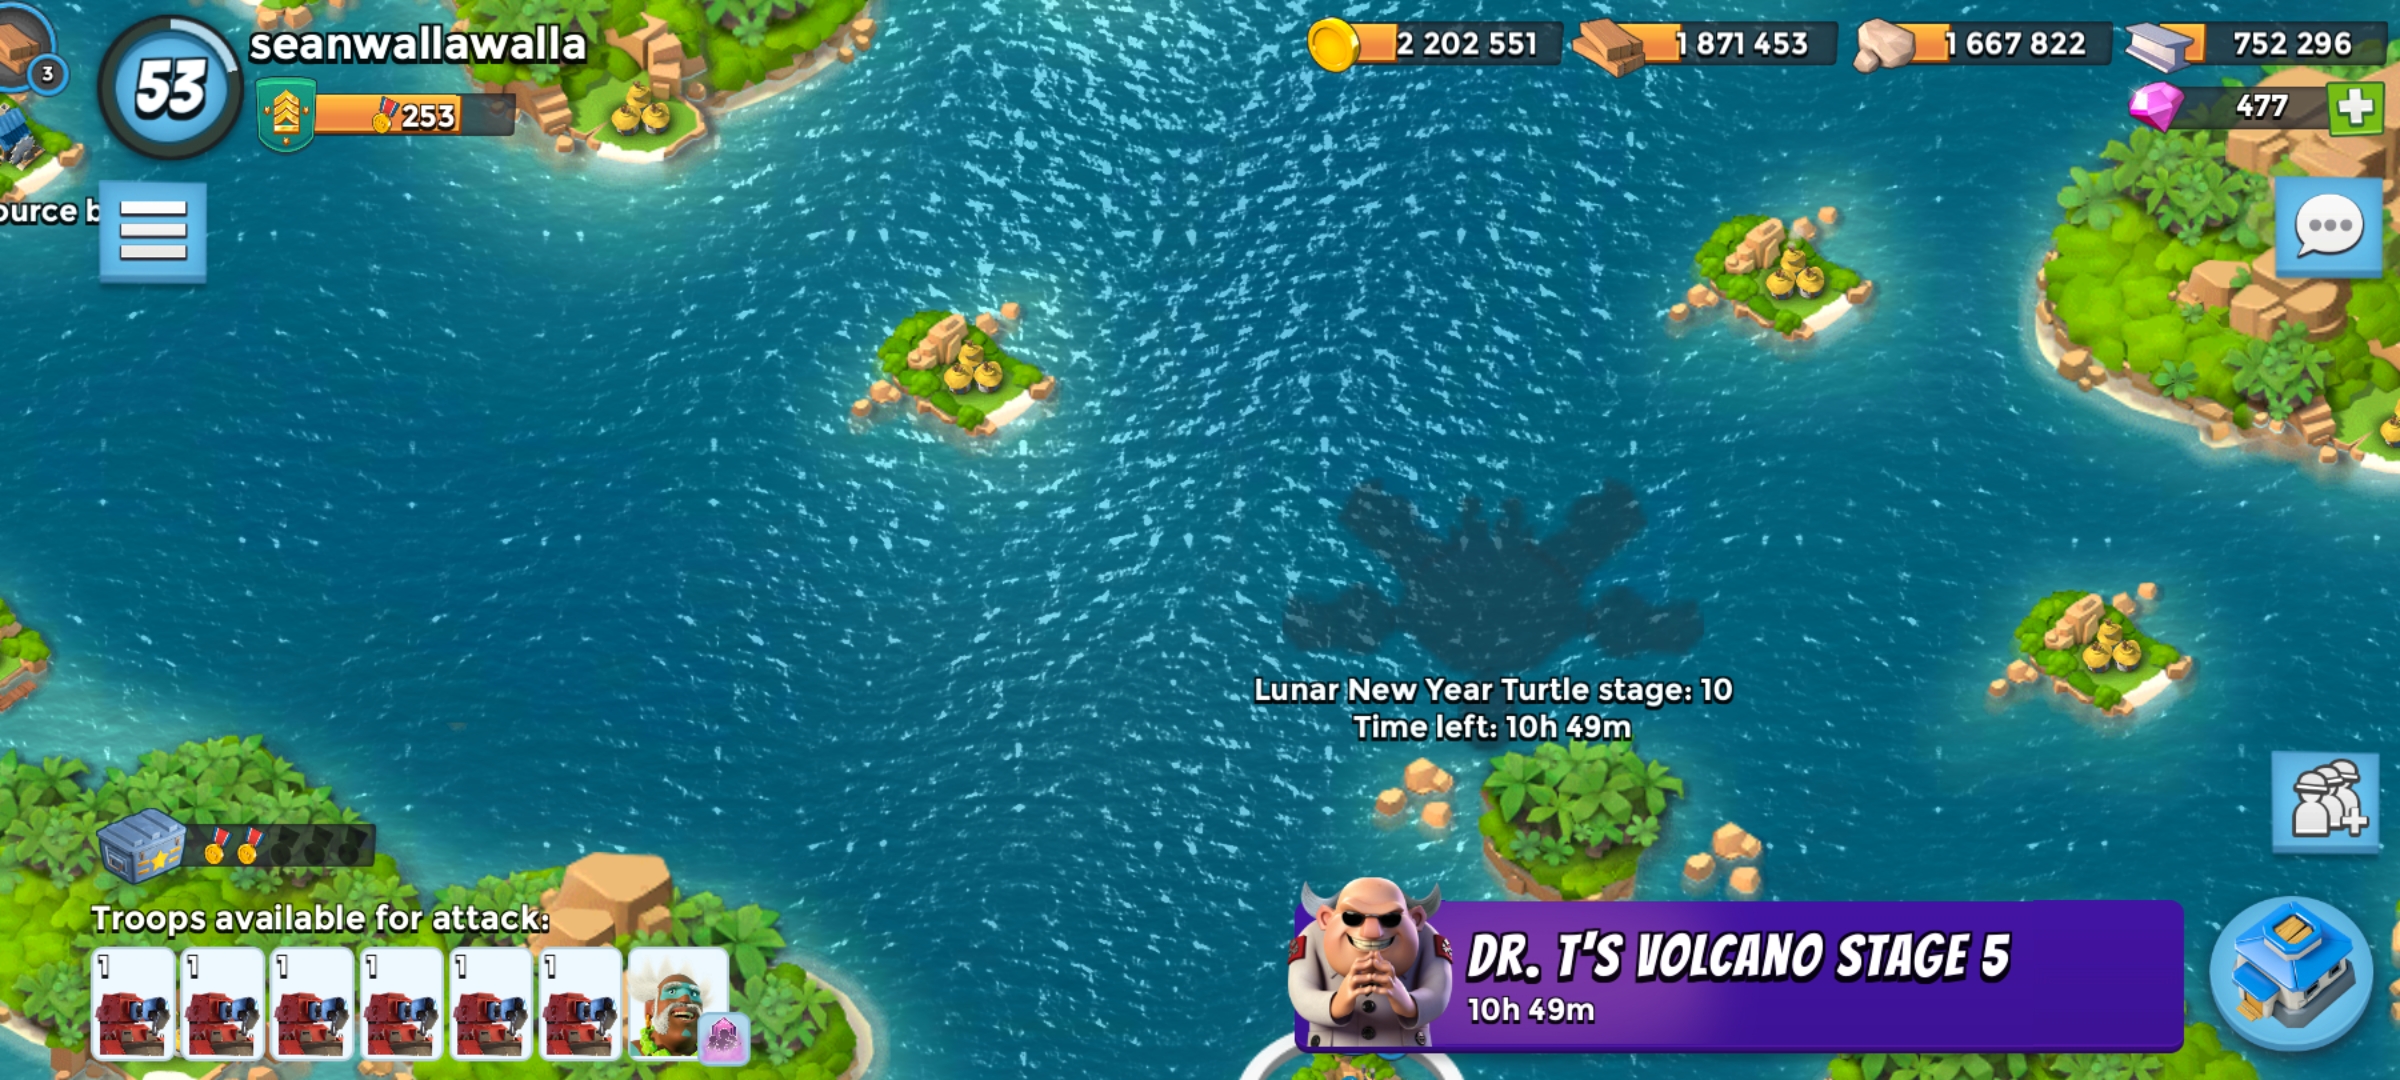 3
53
seanwallawalla
253
2 202 551
1 871 453
1 667 822
752 296
477
ource b
Lunar New Year Turtle stage: 10
Time left: 10h 49m
Troops available for attack:
1 1 1 1 1 1
DR. T'S VOLCANO STAGE 5
10h 49m